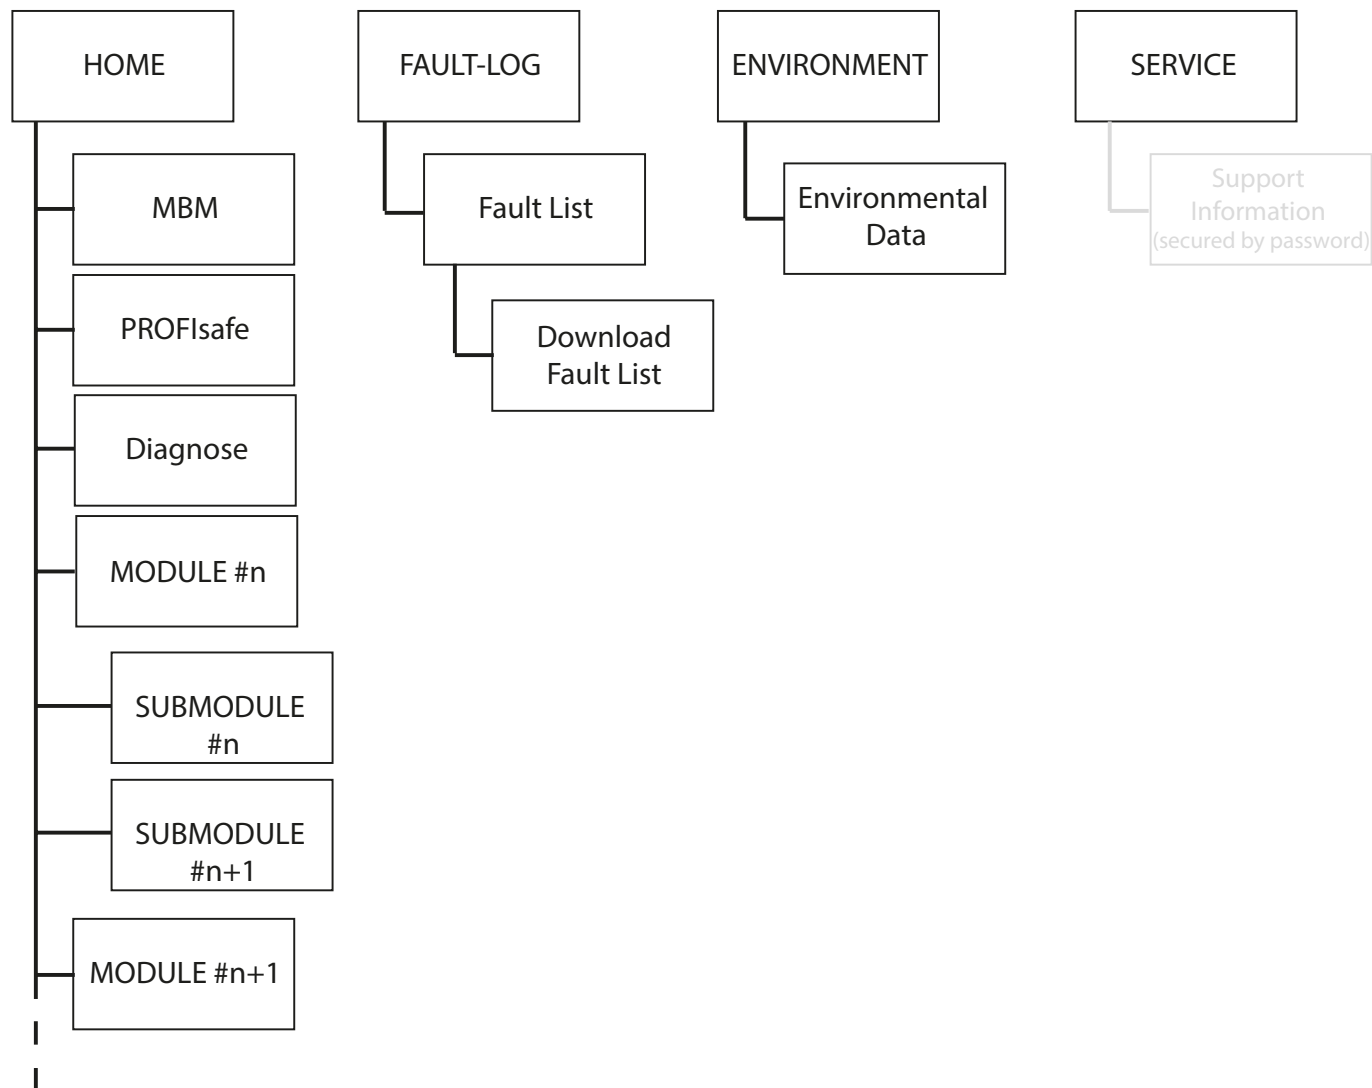 HOME
MBM
PROFIsafe
Diagnose
MODULE #n
SUBMODULE
#n
SUBMODULE
#n+1
MODULE #n+1
FAULT-LOG
Fault List
Download
Fault List
ENVIRONMENT
Environmental
Data
SERVICE
Support
Information
(secured by password)